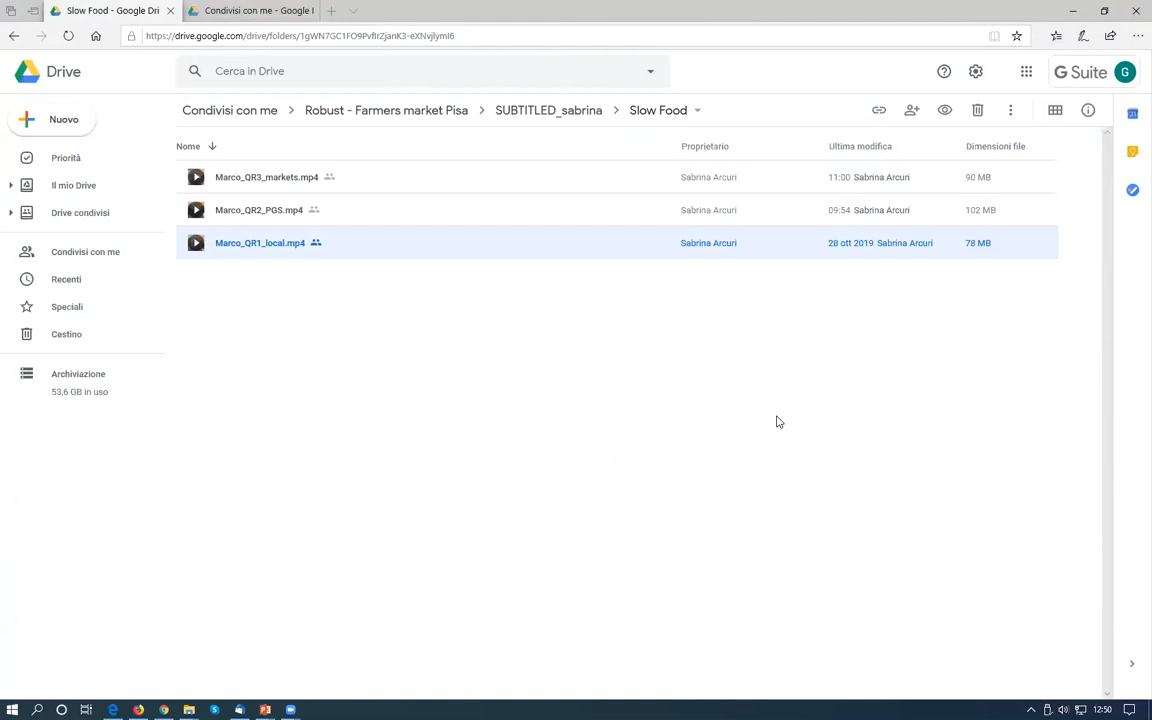 Slow Food - Google Dri
Condivisi con me - Google I
https://drive.google.com/drive/folders/1gWN7GC1FO9PvfIrZjanK3-eXNvjlymI6
Drive
Cerca in Drive
G Suite
G
Nuovo
Condivisi con me > Robust - Farmers market Pisa > SUBTITLED_sabrina > Slow Food
Nome
Proprietario
Ultima modifica
Dimensioni file
Marco_QR3_markets.mp4
Sabrina Arcuri
11:00 Sabrina Arcuri
90 MB
Marco_QR2_PGS.mp4
Sabrina Arcuri
09:54 Sabrina Arcuri
102 MB
Marco_QR1_local.mp4
Sabrina Arcuri
28 ott 2019 Sabrina Arcuri
78 MB
Priorità
Il mio Drive
Drive condivisi
Condivisi con me
Recenti
Speciali
Cestino
Archiviazione
53,6 GB in uso
12:50